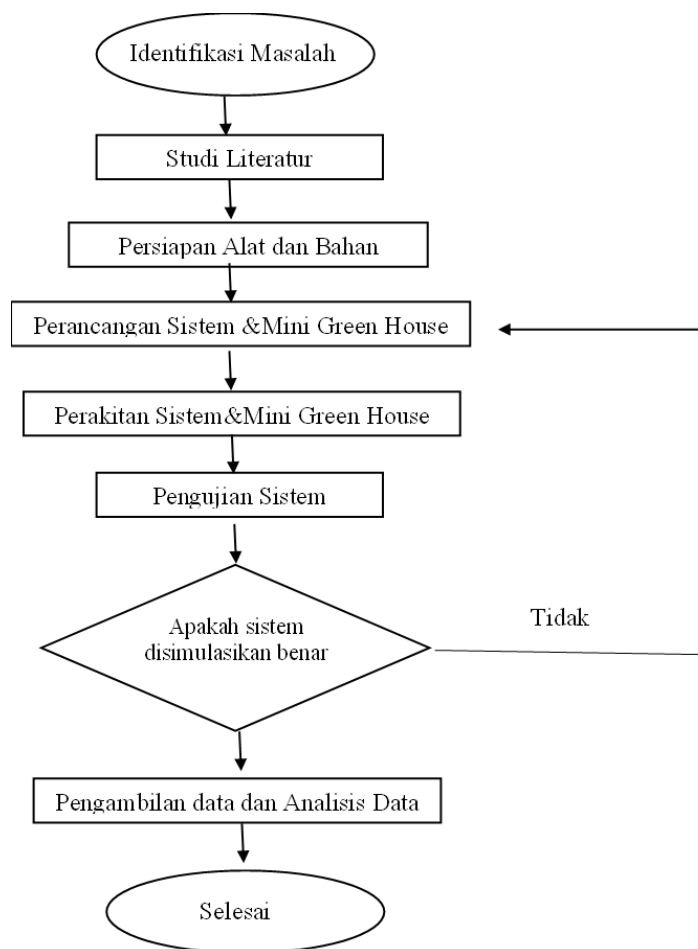 Identifikasi Masalah
Studi Literatur
Persiapan Alat dan Bahan
Perancangan Sistem &Mini Green House
Perakitan Sistem&Mini Green House
Pengujian Sistem
Apakah sistem
disimulasikan benar
Tidak
Pengambilan data dan Analisis Data
Selesai